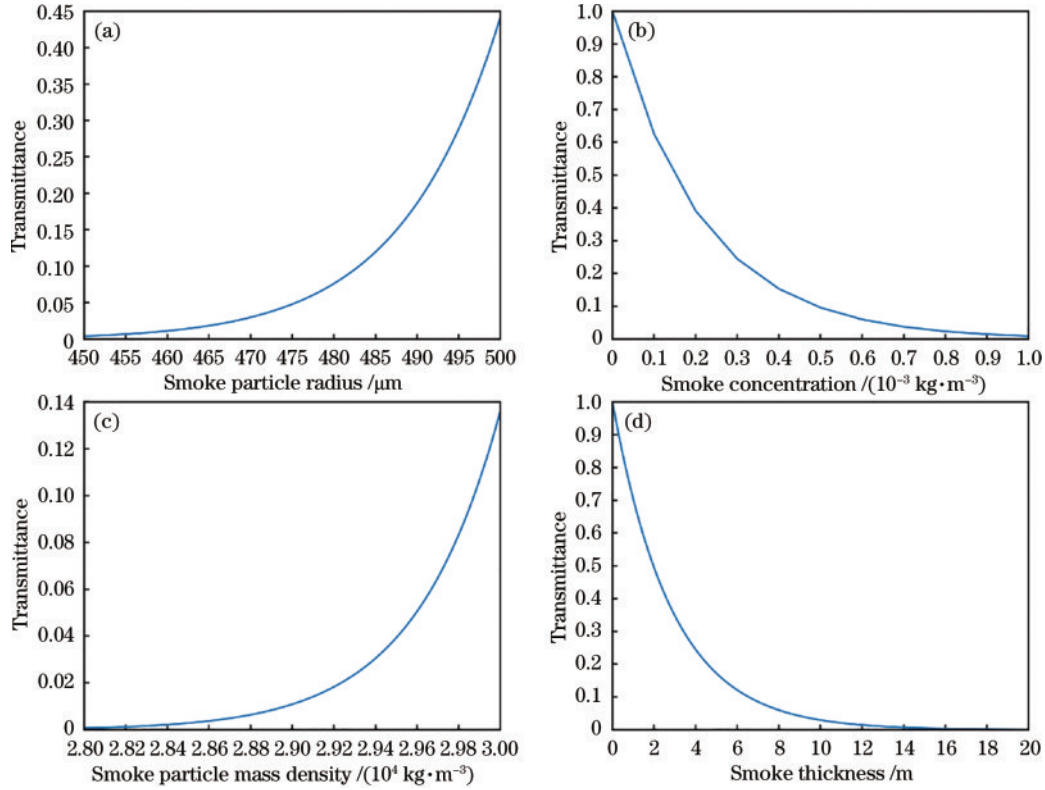 (a)
Transmittance
0.45
0.40
0.35
0.30
0.25
0.20
0.15
0.10
0.05
0
450 455 460 465 470 475 480 485 490 495 500
Smoke particle radius /μm
(b)
Transmittance
1.0
0.9
0.8
0.7
0.6
0.5
0.4
0.3
0.2
0.1
0
0 0.1 0.2 0.3 0.4 0.5 0.6 0.7 0.8 0.9 1.0
Smoke concentration /(10⁻³ kg·m⁻³)
(c)
Transmittance
0.14
0.12
0.10
0.08
0.06
0.04
0.02
0
2.80 2.82 2.84 2.86 2.88 2.90 2.92 2.94 2.96 2.98 3.00
Smoke particle mass density /(10⁴ kg·m⁻³)
(d)
Transmittance
1.0
0.9
0.8
0.7
0.6
0.5
0.4
0.3
0.2
0.1
0
0 2 4 6 8 10 12 14 16 18 20
Smoke thickness /m